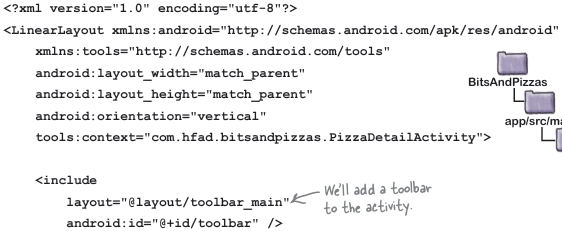 <?xml version="1.0" encoding="utf-8"?>
<LinearLayout xmlns:android="http://schemas.android.com/apk/res/android"
xmlns:tools="http://schemas.android.com/tools"
android:layout_width="match_parent"
android:layout_height="match_parent"
android:orientation="vertical"
tools:context="com.hfad.bitsandpizzas.PizzaDetailActivity">
BitsAndPizzas
app/src/ma
<include
layout="@layout/toolbar_main"
android:id="@+id/toolbar" />
We'll add a toolbar
to the activity.